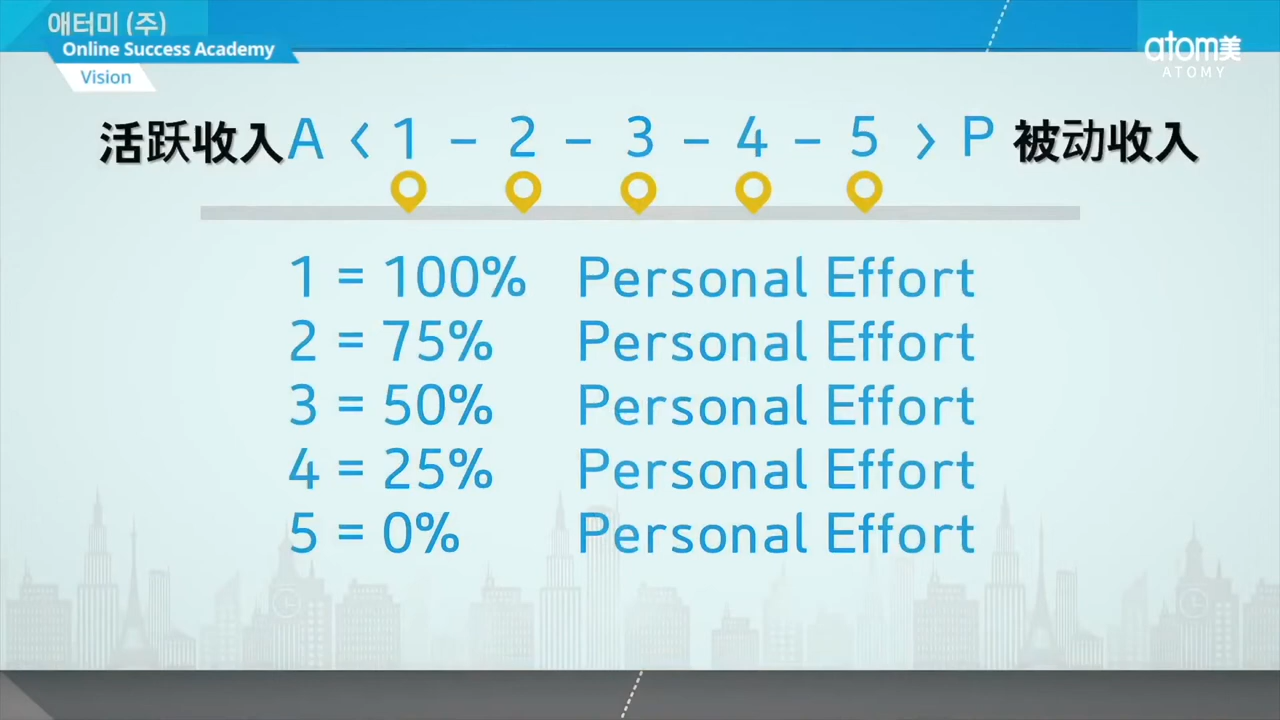 애터미 (주)
Online Success Academy
Vision
atom美
ATOMY
活跃收入 A < 1 - 2 - 3 - 4 - 5 > P 被动收入
1 = 100% Personal Effort
2 = 75% Personal Effort
3 = 50% Personal Effort
4 = 25% Personal Effort
5 = 0% Personal Effort